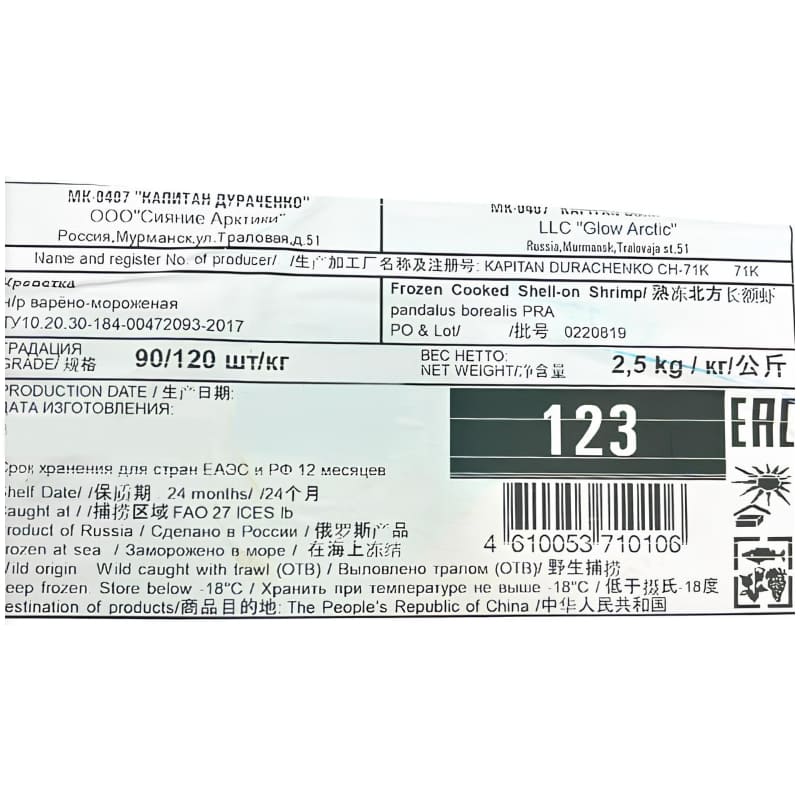 МК-0407 "КАПИТАН ДУРАЧЕНКО"
ООО"Сияние Арктики"
Россия,Мурманск,ул.Траловая,д.51
МК-0407
LLC "Glow Arctic"
Russia,Murmansk,Tralovaja st.51
Name and register No. of producer/ /生产加工厂名称及注册号: KAPITAN DURACHENKO CH-71K 71K
Креветка
н/р варёно-мороженая
ТУ10.20.30-184-00472093-2017
Frozen Cooked Shell-on Shrimp/ 熟冻北方长额虾
pandalus borealis PRA
PO & Lot/ /批号 0220819
ГРАДАЦИЯ
GRADE/ 规格 90/120 шт/кг
ВЕС НЕТТО:
NET WEIGHT/净含量 2,5 kg / кг/公斤
PRODUCTION DATE / 生产日期:
ДАТА ИЗГОТОВЛЕНИЯ:
123
EAC
Срок хранения для стран ЕАЭС и РФ 12 месяцев
Shelf Date/ /保质期 24 months/ /24个月
Caught at / /捕捞区域 FAO 27 ICES Ib
Product of Russia / Сделано в России / 俄罗斯产品
Frozen at sea / Заморожено в море / 在海上冻结
4 610053 710106
Wild origin Wild caught with trawl (OTB) / Выловлено тралом (OTB)/ 野生捕捞
Keep frozen. Store below -18°C / Хранить при температуре не выше -18°C / 低于摄氏-18度
Destination of products/商品目的地: The People's Republic of China /中华人民共和国